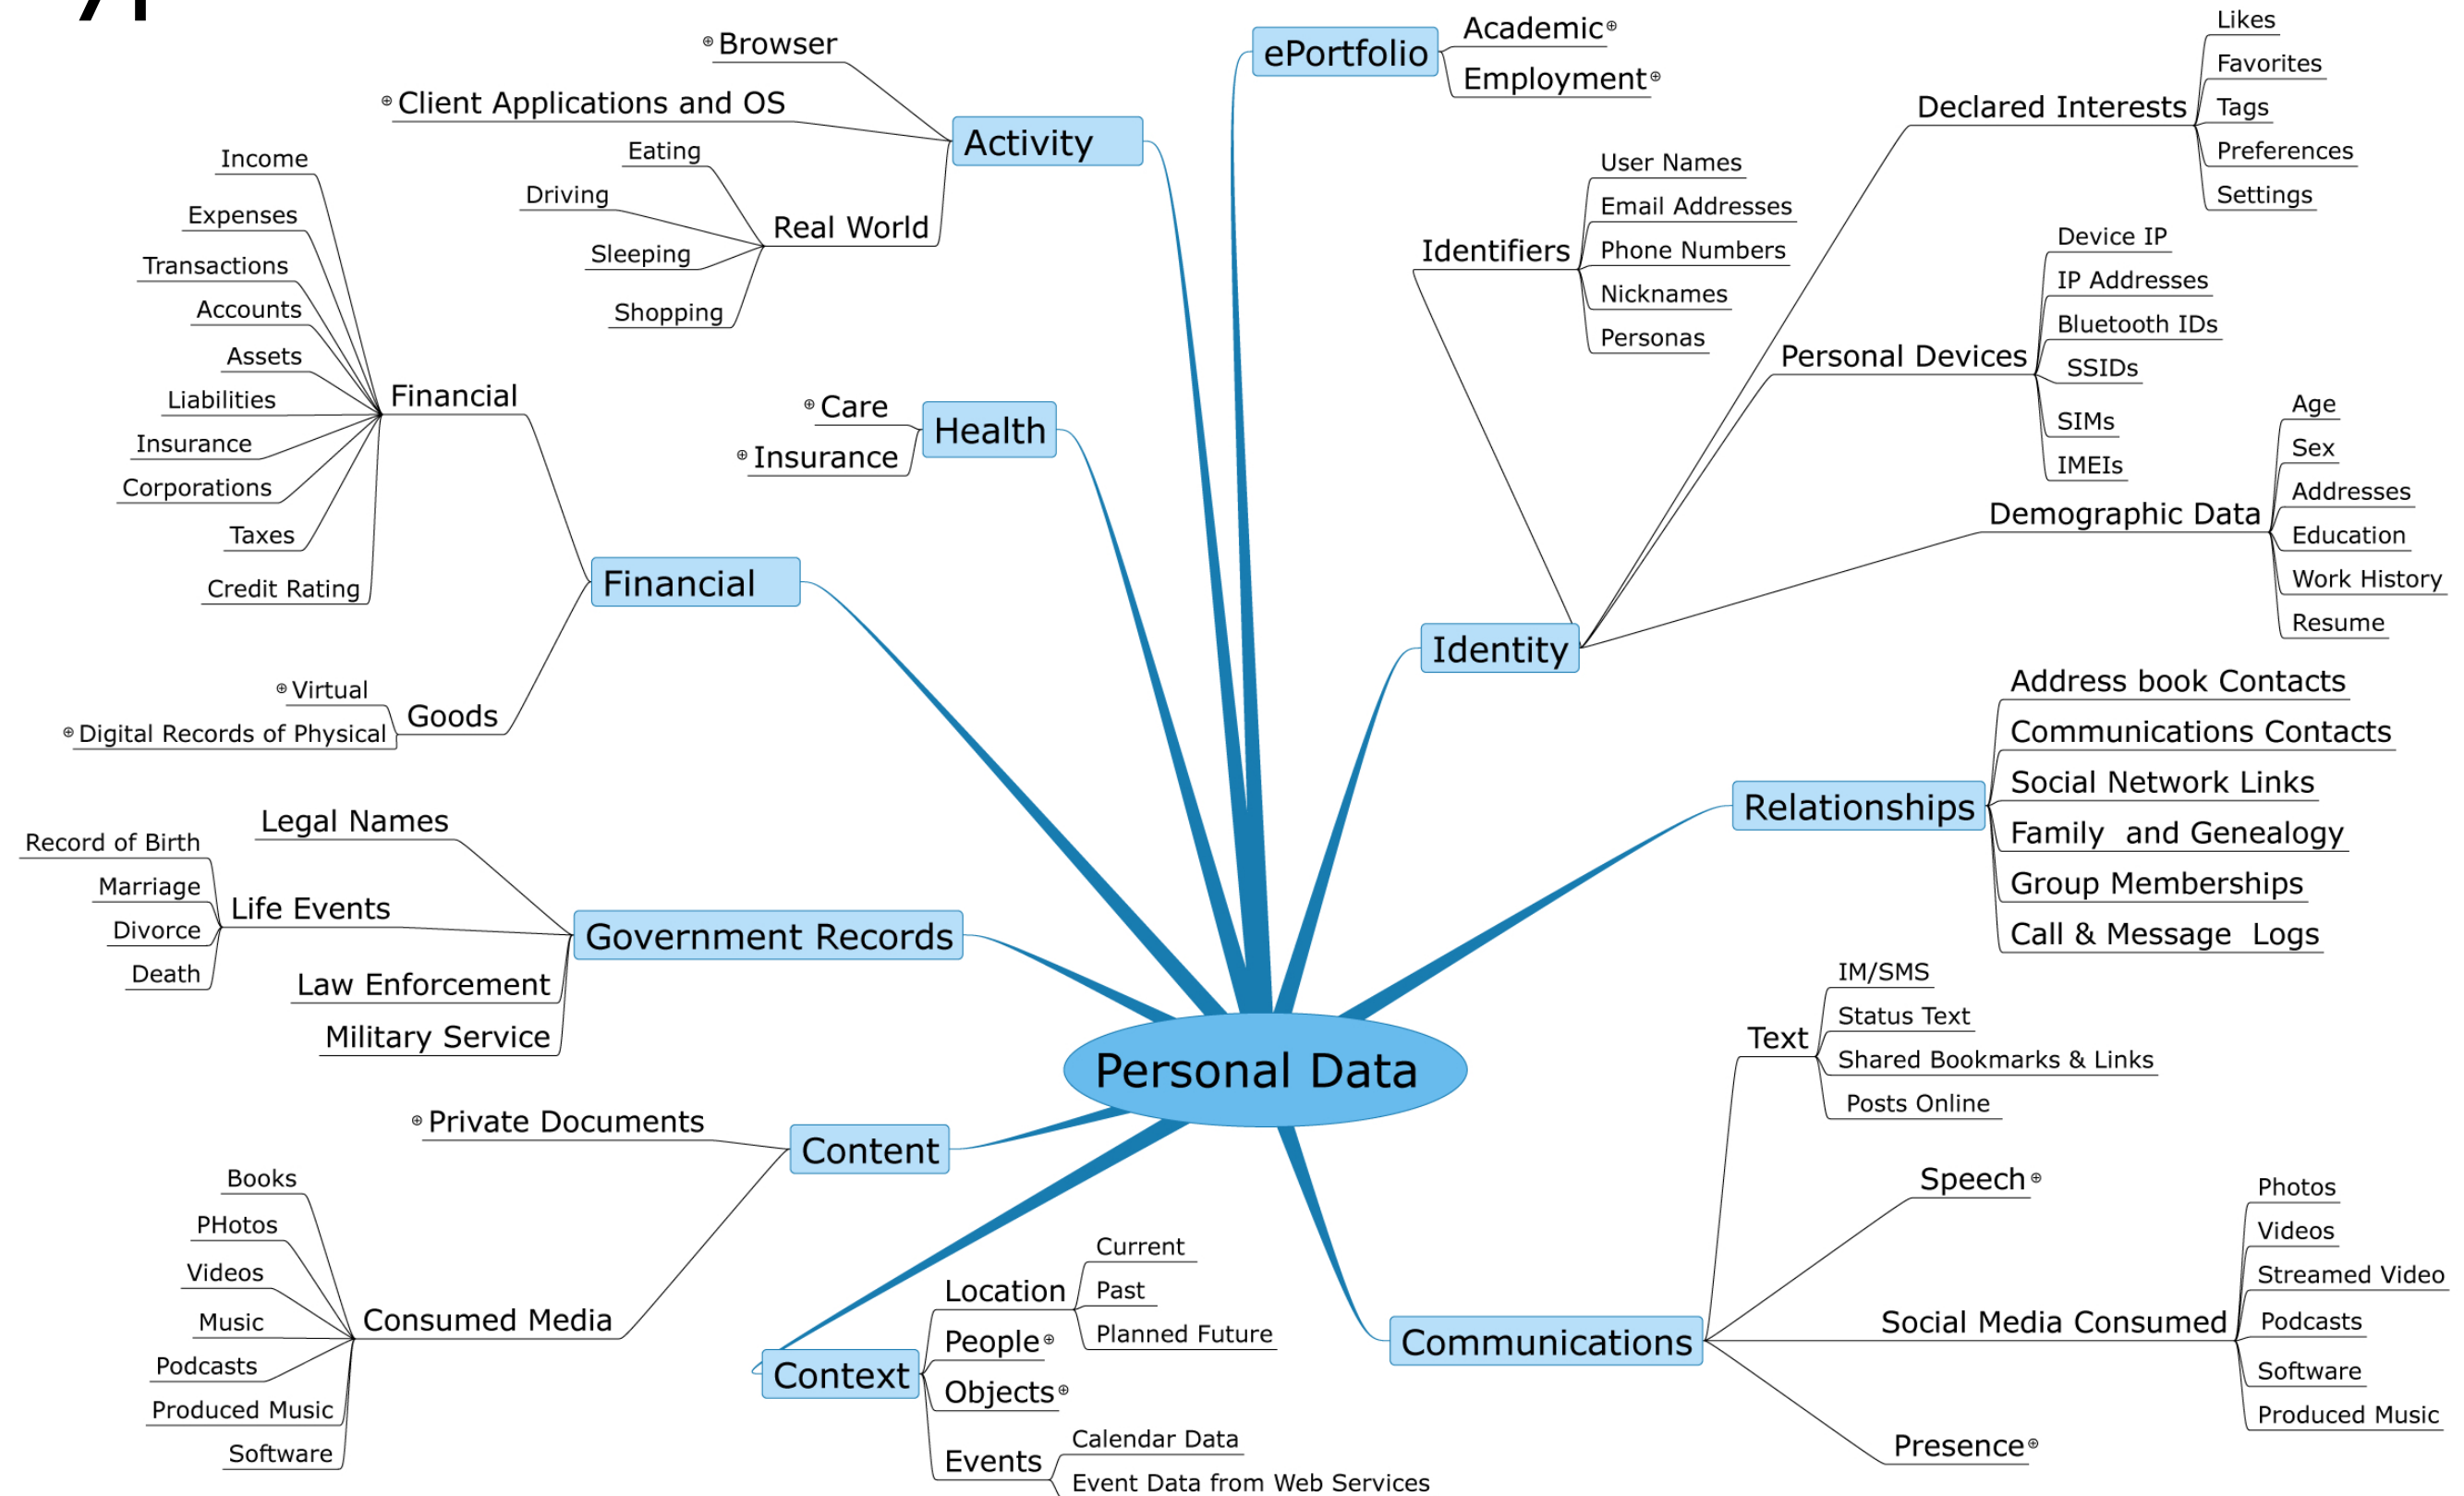 Personal Data
ePortfolio
Academic
Employment
Activity
Browser
Client Applications and OS
Real World
Eating
Driving
Sleeping
Shopping
Health
Care
Insurance
Financial
Financial
Income
Expenses
Transactions
Accounts
Assets
Liabilities
Insurance
Corporations
Taxes
Credit Rating
Goods
Virtual
Digital Records of Physical
Government Records
Legal Names
Life Events
Record of Birth
Marriage
Divorce
Death
Law Enforcement
Military Service
Content
Private Documents
Consumed Media
Books
PHotos
Videos
Music
Podcasts
Produced Music
Software
Context
Location
Current
Past
Planned Future
People
Objects
Events
Calendar Data
Event Data from Web Services
Identity
Identifiers
User Names
Email Addresses
Phone Numbers
Nicknames
Personas
Declared Interests
Likes
Favorites
Tags
Preferences
Settings
Personal Devices
Device IP
IP Addresses
Bluetooth IDs
SSIDs
SIMs
IMEIs
Demographic Data
Age
Sex
Addresses
Education
Work History
Resume
Relationships
Address book Contacts
Communications Contacts
Social Network Links
Family  and Genealogy
Group Memberships
Call & Message  Logs
Communications
Text
IM/SMS
Status Text
Shared Bookmarks & Links
Posts Online
Speech
Social Media Consumed
Photos
Videos
Streamed Video
Podcasts
Software
Produced Music
Presence